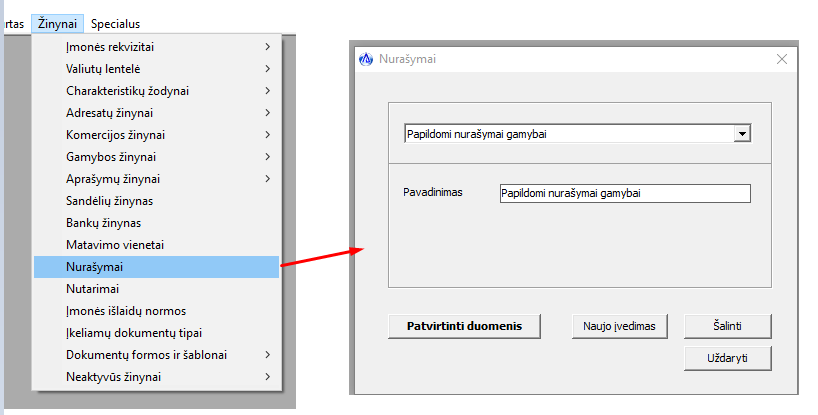 rtas Žinynai Specialus
Įmonės rekvizitai
Valiutų lentelė
Charakteristikų žodynai
Adresatų žinynai
Komercijos žinynai
Gamybos žinynai
Aprašymų žinynai
Sandėlių žinynas
Bankų žinynas
Matavimo vienetai
Nurašymai
Nutarimai
Įmonės išlaidų normos
Įkeliamų dokumentų tipai
Dokumentų formos ir šablonai
Neaktyvūs žinynai
Nurašymai
Papildomi nurašymai gamybai
Pavadinimas Papildomi nurašymai gamybai
Patvirtinti duomenis Naujo įvedimas Šalinti
Uždaryti